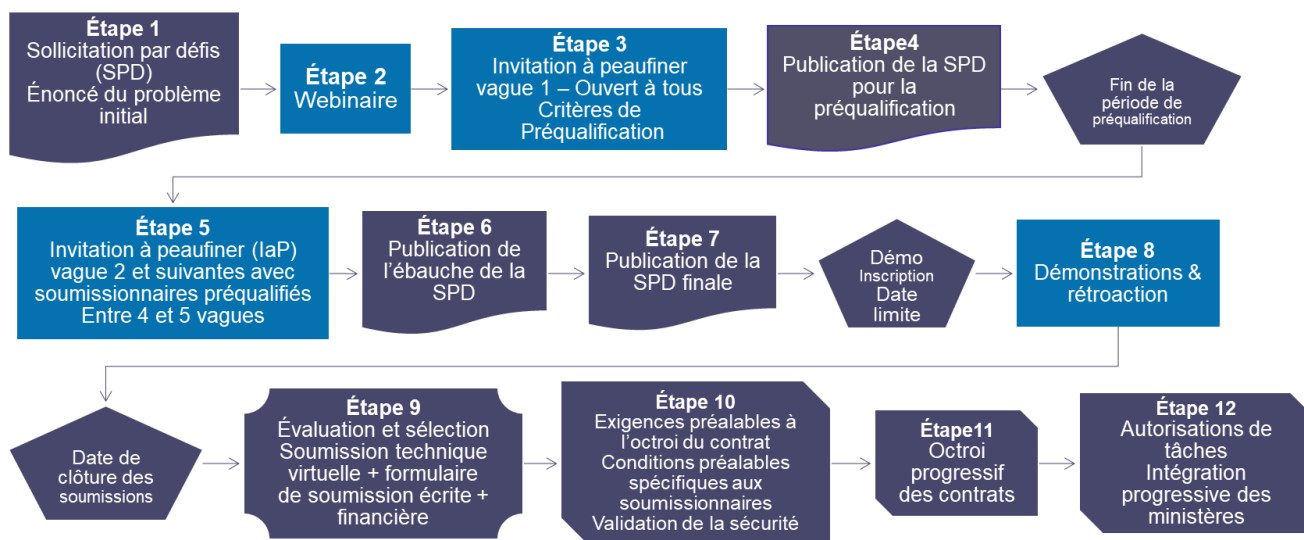 Étape 1
Sollicitation par défis
(SPD)
Énoncé du problème
initial
Étape 2
Webinaire
Étape 3
Invitation à peaufiner
vague 1 – Ouvert à tous
Critères de
Préqualification
Étape4
Publication de la SPD
pour la
préqualification
Fin de la
période de
préqualification
Étape 5
Invitation à peaufiner (IaP)
vague 2 et suivantes avec
soumissionnaires préqualifiés
Entre 4 et 5 vagues
Étape 6
Publication de
l’ébauche de la
SPD
Étape 7
Publication de la
SPD finale
Démo
Inscription
Date
limite
Étape 8
Démonstrations &
rétroaction
Date de
clôture des
soumissions
Étape 9
Évaluation et sélection
Soumission technique
virtuelle + formulaire
de soumission écrite +
financière
Étape 10
Exigences préalables à
l’octroi du contrat
Conditions préalables
spécifiques aux
soumissionnaires
Validation de la sécurité
Étape11
Octroi
progressif
des contrats
Étape 12
Autorisations de
tâches
Intégration
progressive des
ministères